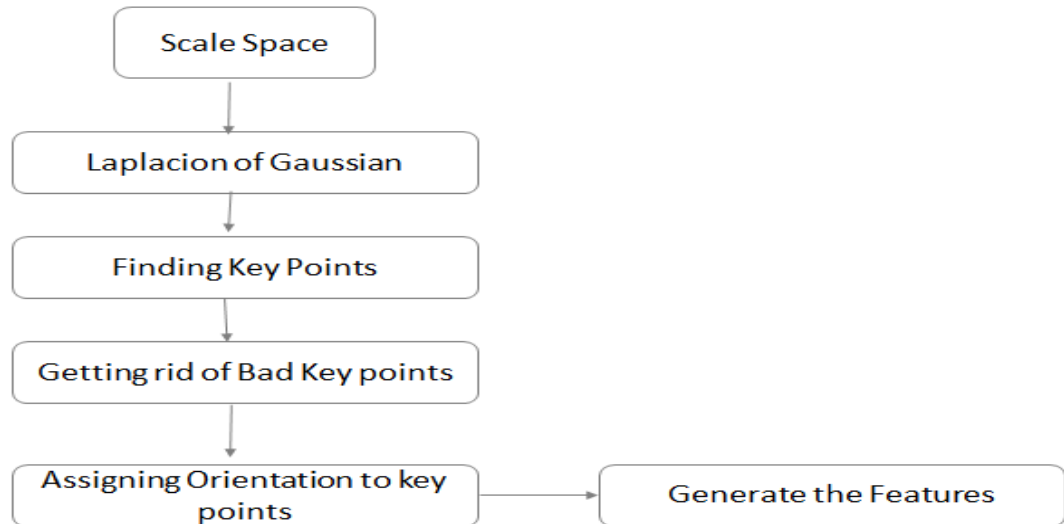 Scale Space
Laplacion of Gaussian
Finding Key Points
Getting rid of Bad Key points
Assigning Orientation to key
points
Generate the Features